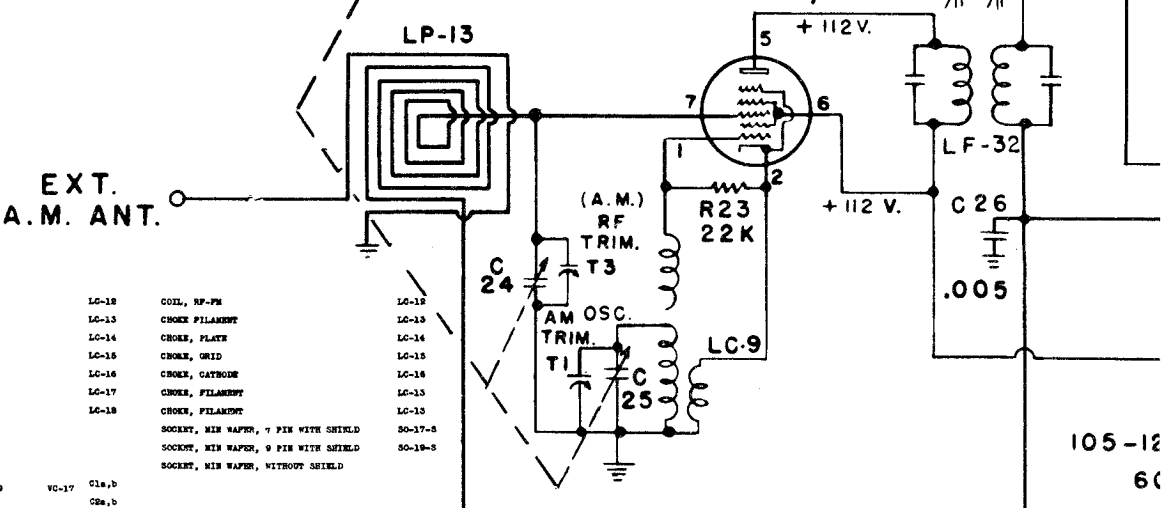 LP-13
+ 112 V.
5
7
6
1
2
EXT.
A.M. ANT.
(A.M.)
RF
TRIM.
R23
22K
+ 112 V.
LF-32
C 26
.005
C
24
T3
AM OSC.
TRIM.
T1
C
25
LC-9
LC-12 COIL, RF-FM LC-12
LC-13 CHOKE FILAMENT LC-13
LC-14 CHOKE, PLATE LC-14
LC-15 CHOKE, GRID LC-15
LC-16 CHOKE, CATHODE LC-16
LC-17 CHOKE, FILAMENT LC-13
LC-18 CHOKE, FILAMENT LC-13
SOCKET, MIN WAFER, 7 PIN WITH SHIELD SO-17-S
SOCKET, MIN WAFER, 9 PIN WITH SHIELD SO-19-S
SOCKET, MIN WAFER, WITHOUT SHIELD
9 VC-17 C1a,b
C2a,b
105-12
60